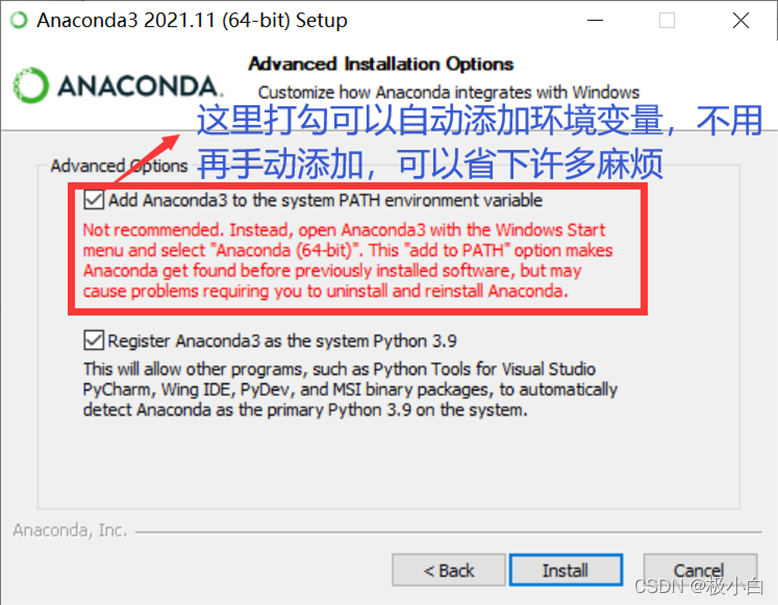 Anaconda3 2021.11 (64-bit) Setup
ANACONDA.
Advanced Installation Options
Customize how Anaconda integrates with Windows
这里打勾可以自动添加环境变量，不用
再手动添加，可以省下许多麻烦
Advanced Options
Add Anaconda3 to the system PATH environment variable
Not recommended. Instead, open Anaconda3 with the Windows Start
menu and select "Anaconda (64-bit)". This "add to PATH" option makes
Anaconda get found before previously installed software, but may
cause problems requiring you to uninstall and reinstall Anaconda.
Register Anaconda3 as the system Python 3.9
This will allow other programs, such as Python Tools for Visual Studio
PyCharm, Wing IDE, PyDev, and MSI binary packages, to automatically
detect Anaconda as the primary Python 3.9 on the system.
Anaconda, Inc.
< Back
Install
Cancel
CSDN @极小白